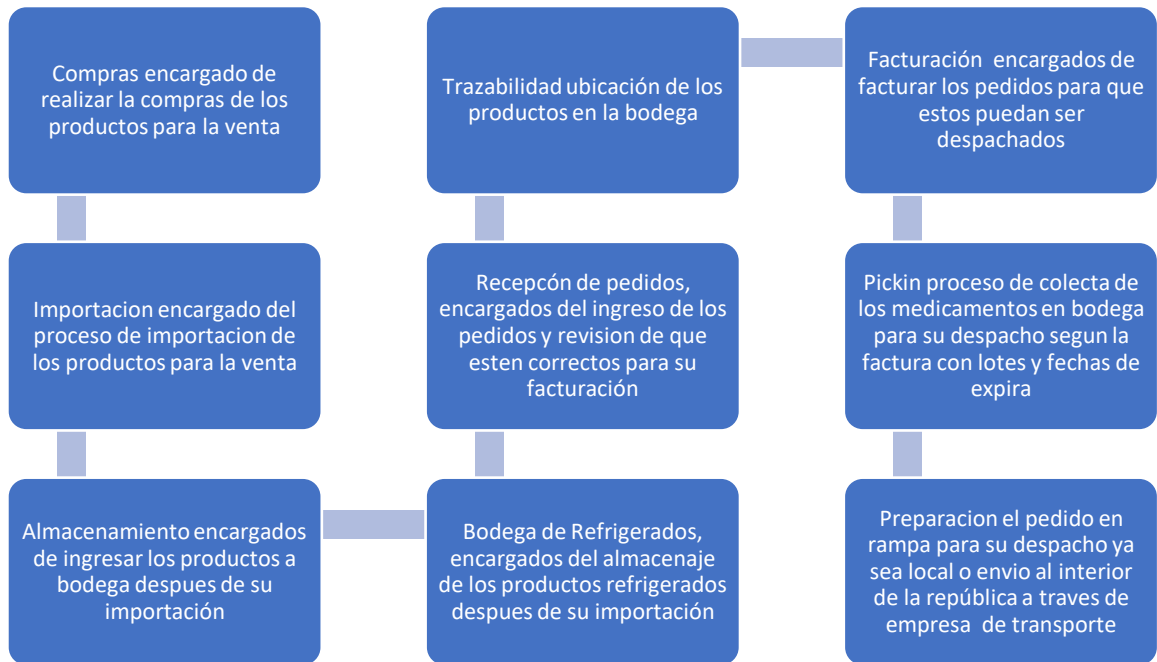 Compras encargado de
realizar la compras de los
productos para la venta
Importacion encargado del
proceso de importacion de
los productos para la venta
Almacenamiento encargados
de ingresar los productos a
bodega despues de su
importación
Bodega de Refrigerados,
encargados del almacenaje
de los productos refrigerados
despues de su importación
Recepcón de pedidos,
encargados del ingreso de los
pedidos y revision de que
esten correctos para su
facturación
Trazabilidad ubicación de los
productos en la bodega
Facturación encargados de
facturar los pedidos para que
estos puedan ser
despachados
Pickin proceso de colecta de
los medicamentos en bodega
para su despacho segun la
factura con lotes y fechas de
expira
Preparacion el pedido en
rampa para su despacho ya
sea local o envio al interior
de la república a traves de
empresa de transporte